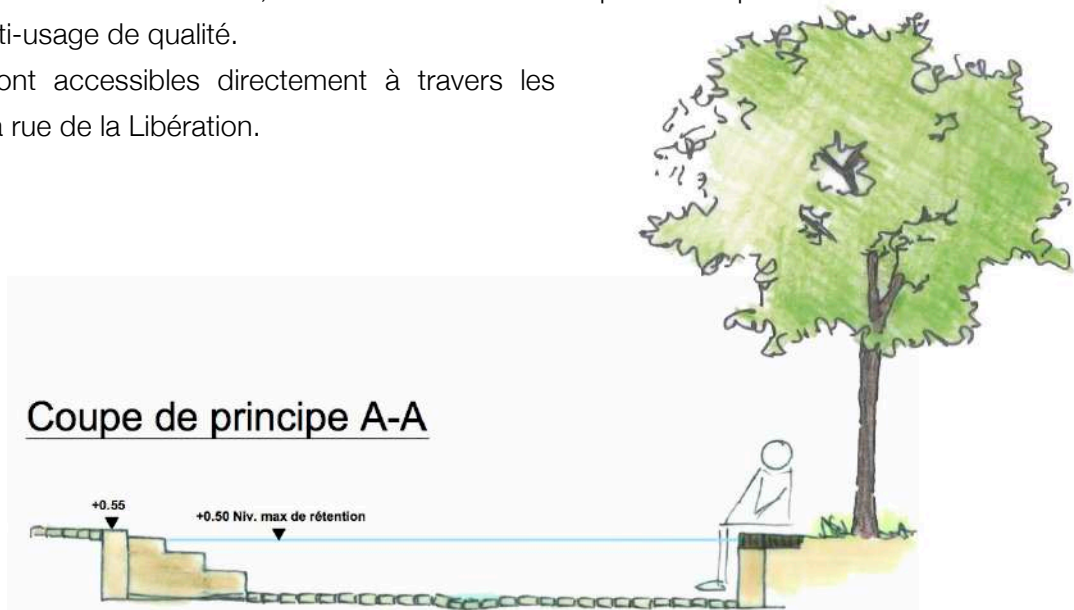 ti-usage de qualité.
ont accessibles directement à travers les
rue de la Libération.
Coupe de principe A-A
+0.55
+0.50 Niv. max de rétention